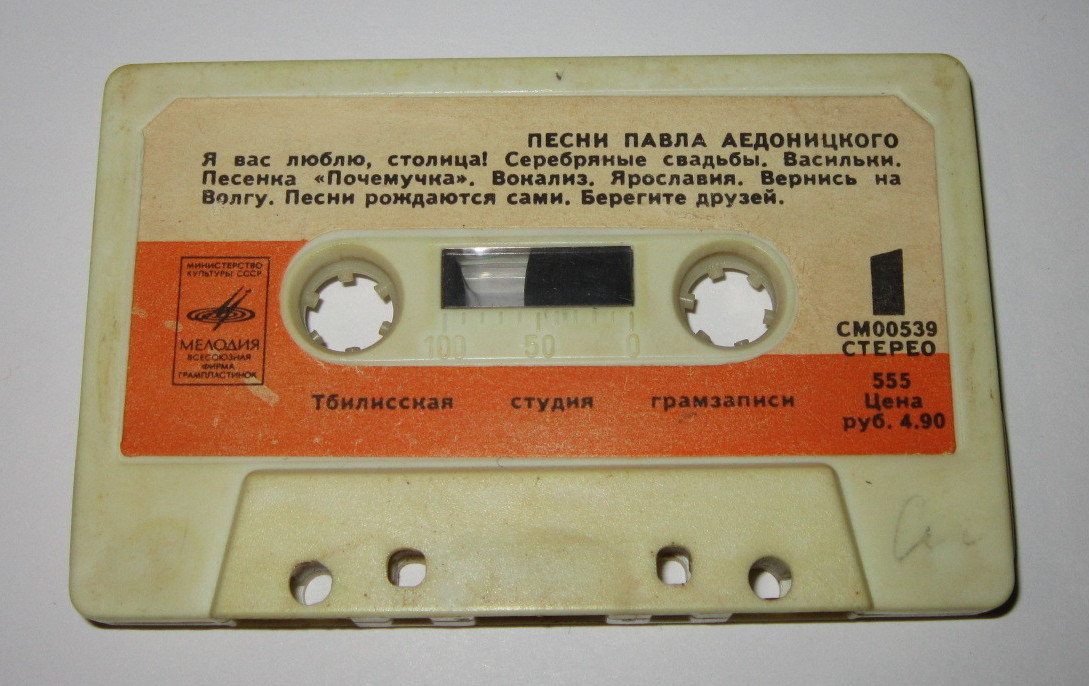 ПЕСНИ ПАВЛА АЕДОНИЦКОГО
Я вас люблю, столица! Серебряные свадьбы. Васильки.
Песенка «Почемучка». Вокализ. Ярославия. Вернись на
Волгу. Песни рождаются сами. Берегите друзей.
МИНИСТЕРСТВО
КУЛЬТУРЫ СССР
МЕЛОДИЯ
ВСЕСОЮЗНАЯ
ФИРМА
ГРАМПЛАСТИНОК
100 50 0
1
СМ00539
СТЕРЕО
Тбилисская студия грамзаписи
555
Цена
руб. 4.90